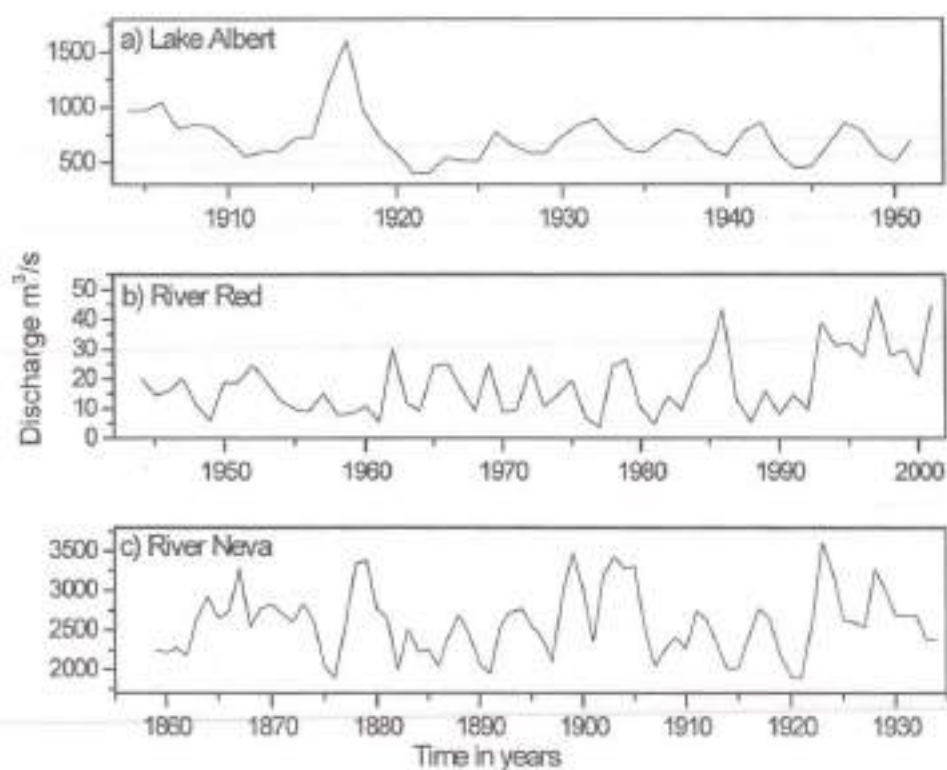 a) Lake Albert
1500
1000
500
1910 1920 1930 1940 1950
Discharge m³/s
b) River Red
50
40
30
20
10
0
1950 1960 1970 1980 1990 2000
c) River Neva
3500
3000
2500
2000
1860 1870 1880 1890 1900 1910 1920 1930
Time in years